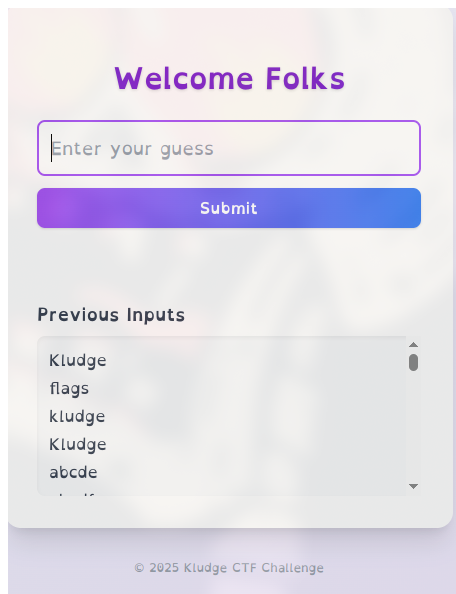 Welcome Folks
Enter your guess
Submit
Previous Inputs
Kludge
flags
kludge
Kludge
abcde
© 2025 Kludge CTF Challenge